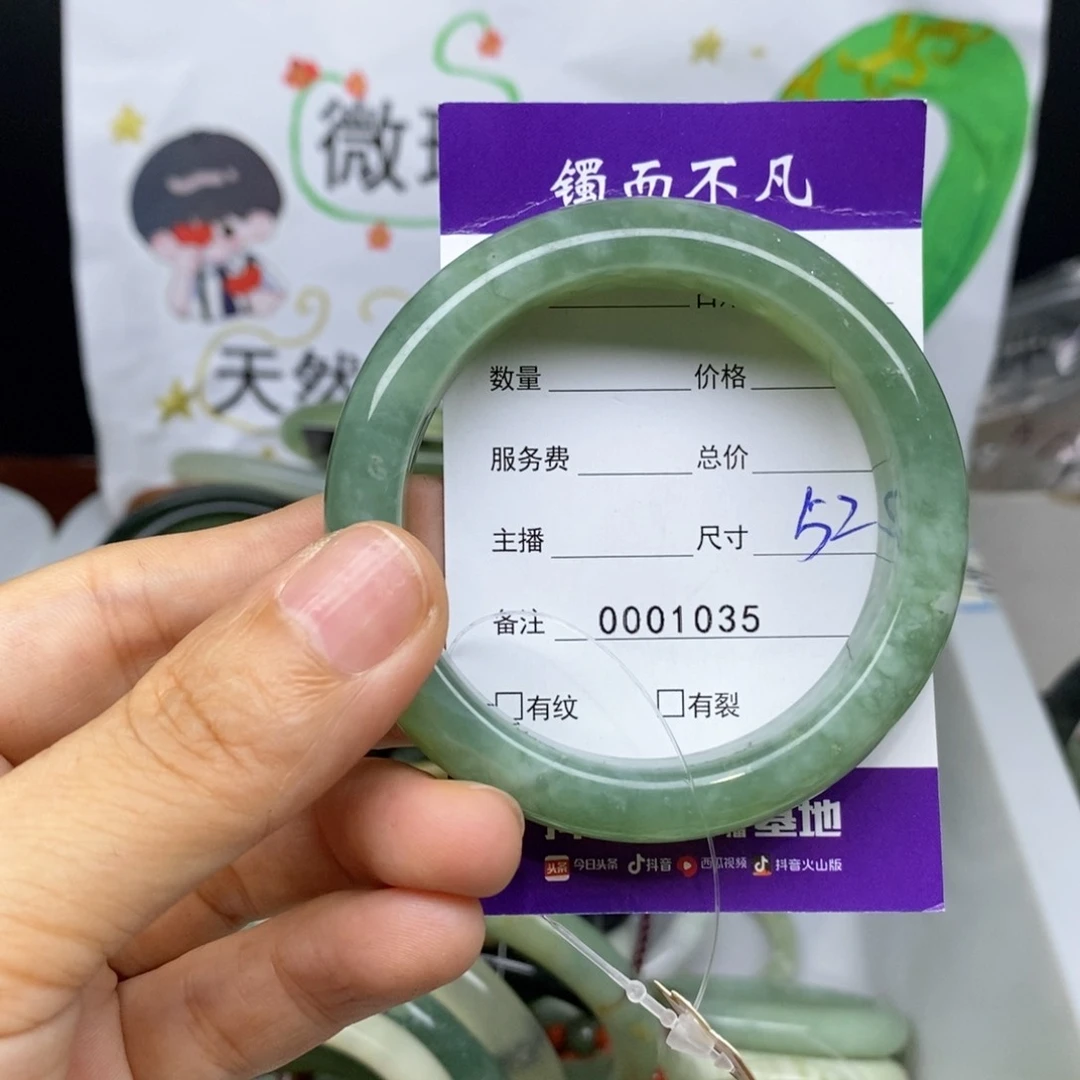 微
天然
镯而不凡
数量 价格
服务费 总价
主播 尺寸 52
备注 0001035
□有纹 □有裂
基地
头条 今日头条 抖音 西瓜视频 抖音火山版